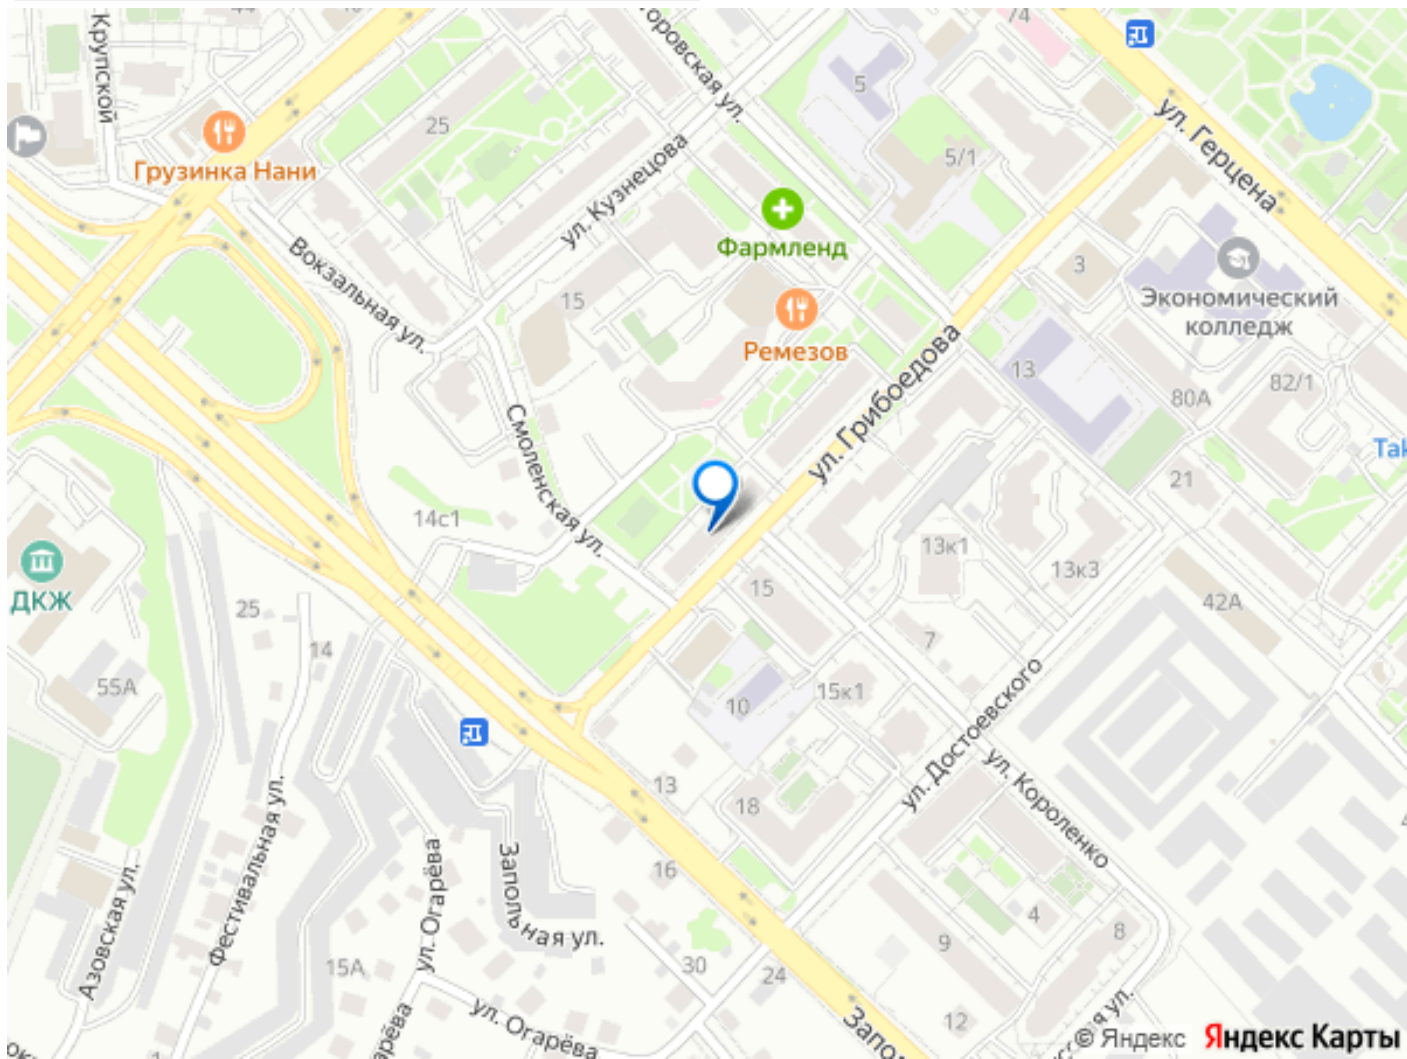 Крупской
25
Грузинка Нани
74
5
5/1
ул. Герцена
ул. Кузнецова
Фармленд
3
Экономический
колледж
Вокзальная ул.
15
Ремезов
ул. Грибоедова
13
80А
82/1
Смоленская ул.
21
14с1
13к1
13к3
42А
ДКЖ
25
14
15
7
55А
10
15к1
ул. Достоевского
ул. Короленко
13
18
Фестивальная ул.
ул. Огарёва
Запольная ул.
16
Азовская ул.
15А
30
24
4
9
8
12
ул. Огарёва
© Яндекс
Яндекс Карты